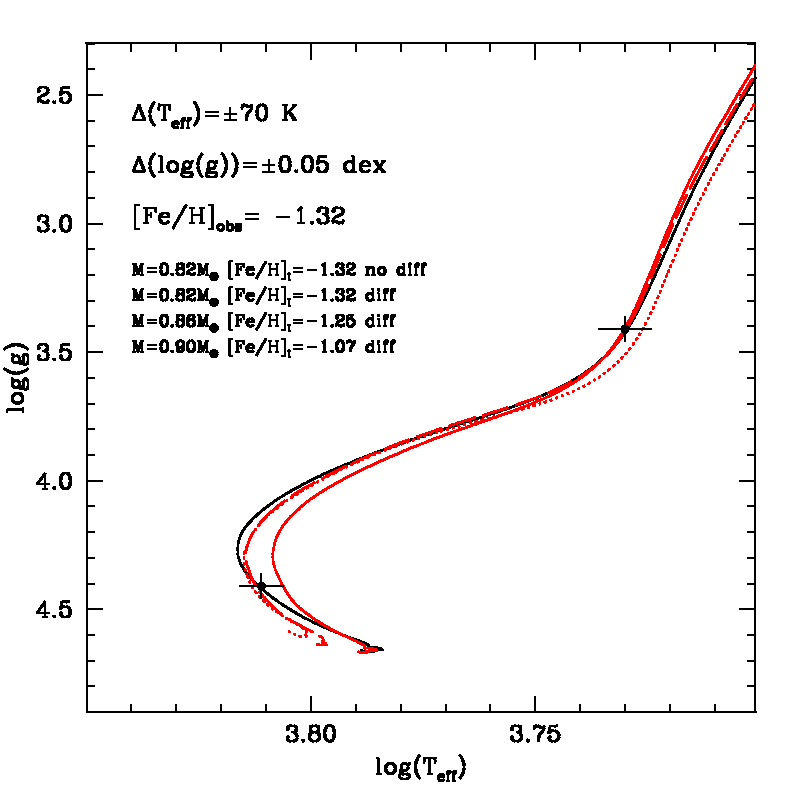 Δ(T_eff)=±70 K
Δ(log(g))=±0.05 dex
[Fe/H]_obs= −1.32
M=0.82M_⊙ [Fe/H]_i=−1.32 no diff
M=0.82M_⊙ [Fe/H]_i=−1.32 diff
M=0.86M_⊙ [Fe/H]_i=−1.25 diff
M=0.90M_⊙ [Fe/H]_i=−1.07 diff
2.5
3.0
3.5
4.0
4.5
log(g)
3.80 3.75
log(T_eff)